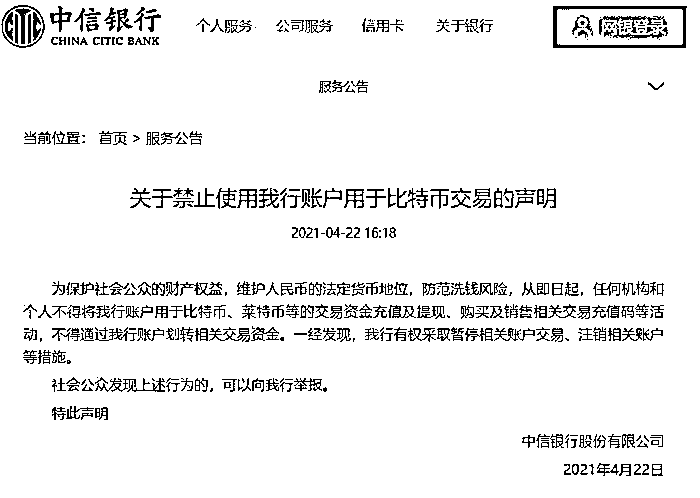 中信银行
CHINA CITIC BANK
个人服务 公司服务 信用卡 关于银行
网银登录
服务公告
当前位置： 首页 > 服务公告
关于禁止使用我行账户用于比特币交易的声明
2021-04-22 16:18
为保护社会公众的财产权益，维护人民币的法定货币地位，防范洗钱风险，从即日起，任何机构和
个人不得将我行账户用于比特币、莱特币等的交易资金充值及提现、购买及销售相关交易充值码等活
动，不得通过我行账户划转相关交易资金。一经发现，我行有权采取暂停相关账户交易、注销相关账户
等措施。
社会公众发现上述行为的，可以向我行举报。
特此声明
中信银行股份有限公司
2021年4月22日